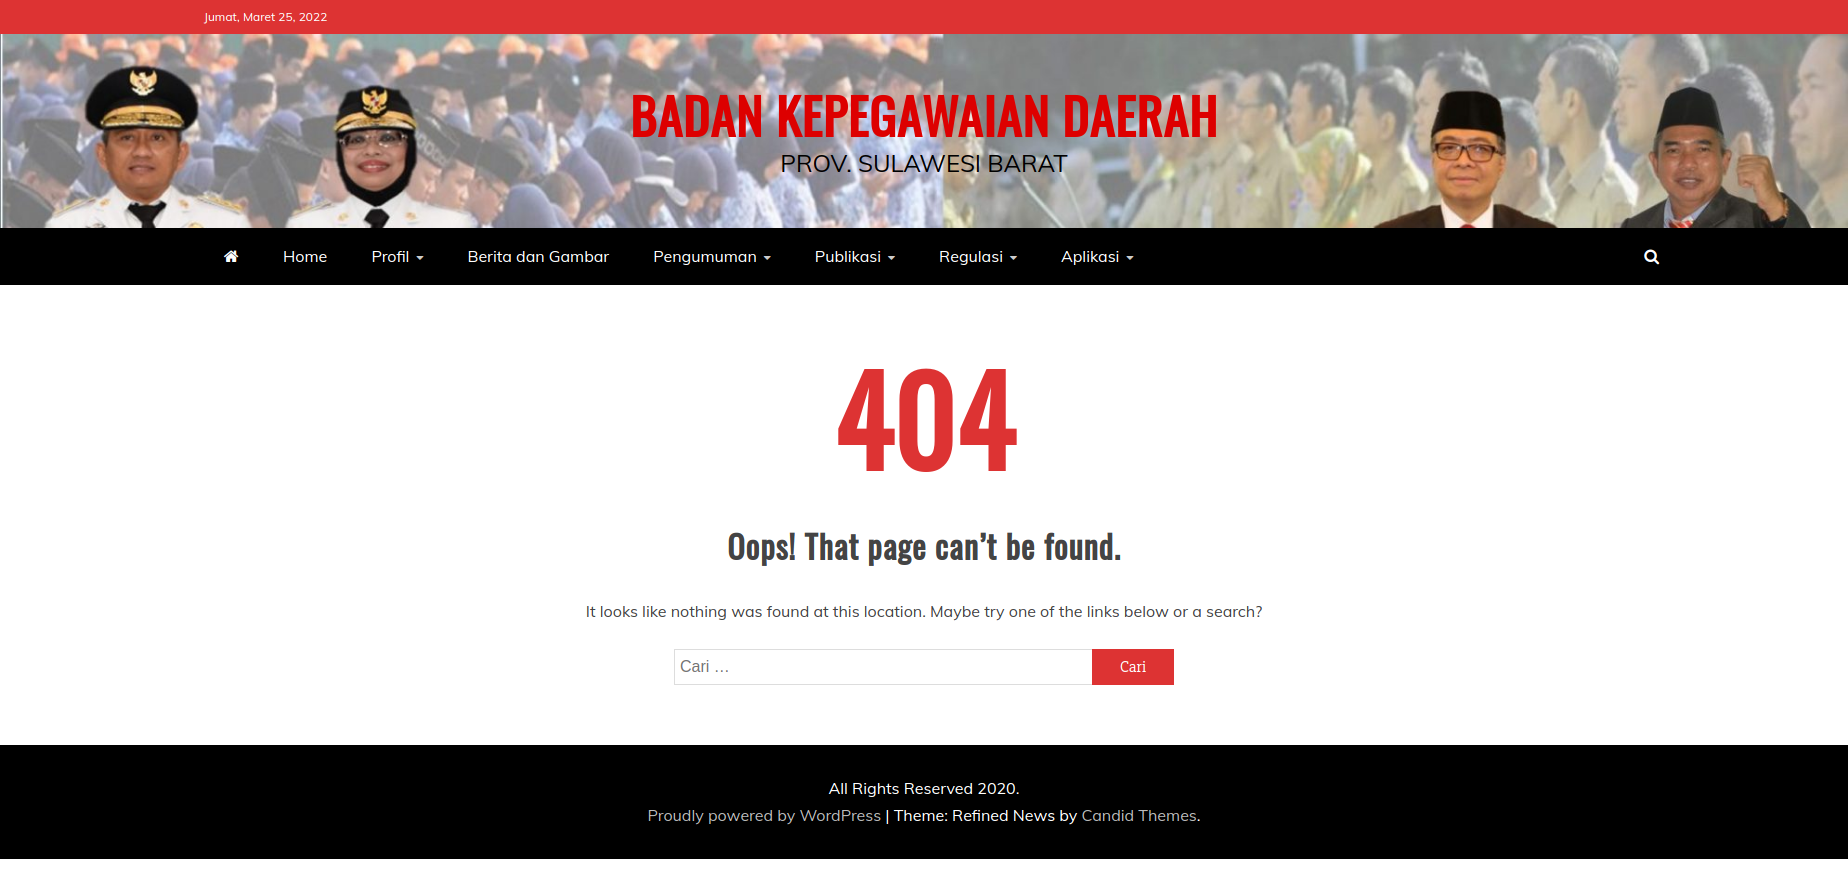 Jumat, Maret 25, 2022
BADAN KEPEGAWAIAN DAERAH
PROV. SULAWESI BARAT
Home Profil Berita dan Gambar Pengumuman Publikasi Regulasi Aplikasi
404
Oops! That page can’t be found.
It looks like nothing was found at this location. Maybe try one of the links below or a search?
Cari …
Cari
All Rights Reserved 2020.
Proudly powered by WordPress | Theme: Refined News by Candid Themes.